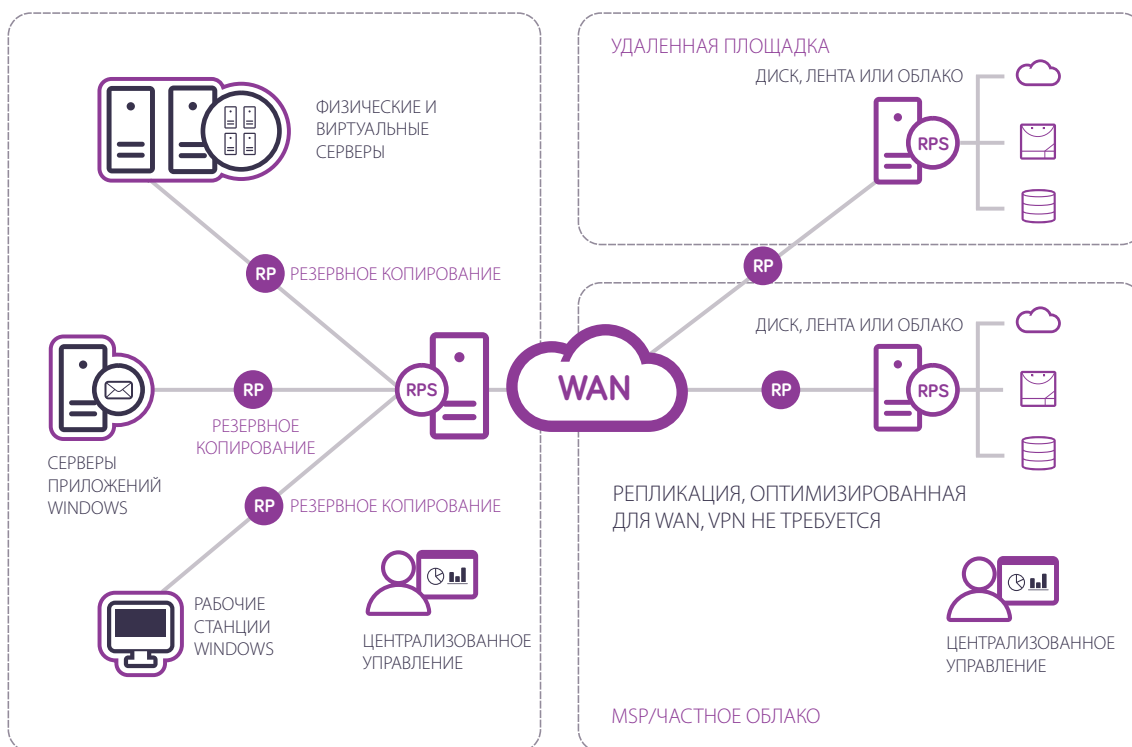 ФИЗИЧЕСКИЕ И
ВИРТУАЛЬНЫЕ
СЕРВЕРЫ
RP
РЕЗЕРВНОЕ КОПИРОВАНИЕ
RP
РЕЗЕРВНОЕ
КОПИРОВАНИЕ
СЕРВЕРЫ
ПРИЛОЖЕНИЙ
WINDOWS
RPS
RP
РЕЗЕРВНОЕ КОПИРОВАНИЕ
РАБОЧИЕ
СТАНЦИИ
WINDOWS
ЦЕНТРАЛИЗОВАННОЕ
УПРАВЛЕНИЕ
WAN
УДАЛЕННАЯ ПЛОЩАДКА
ДИСК, ЛЕНТА ИЛИ ОБЛАКО
RPS
RP
ДИСК, ЛЕНТА ИЛИ ОБЛАКО
RP
RPS
РЕПЛИКАЦИЯ, ОПТИМИЗИРОВАННАЯ
ДЛЯ WAN, VPN НЕ ТРЕБУЕТСЯ
ЦЕНТРАЛИЗОВАННОЕ
УПРАВЛЕНИЕ
MSP/ЧАСТНОЕ ОБЛАКО